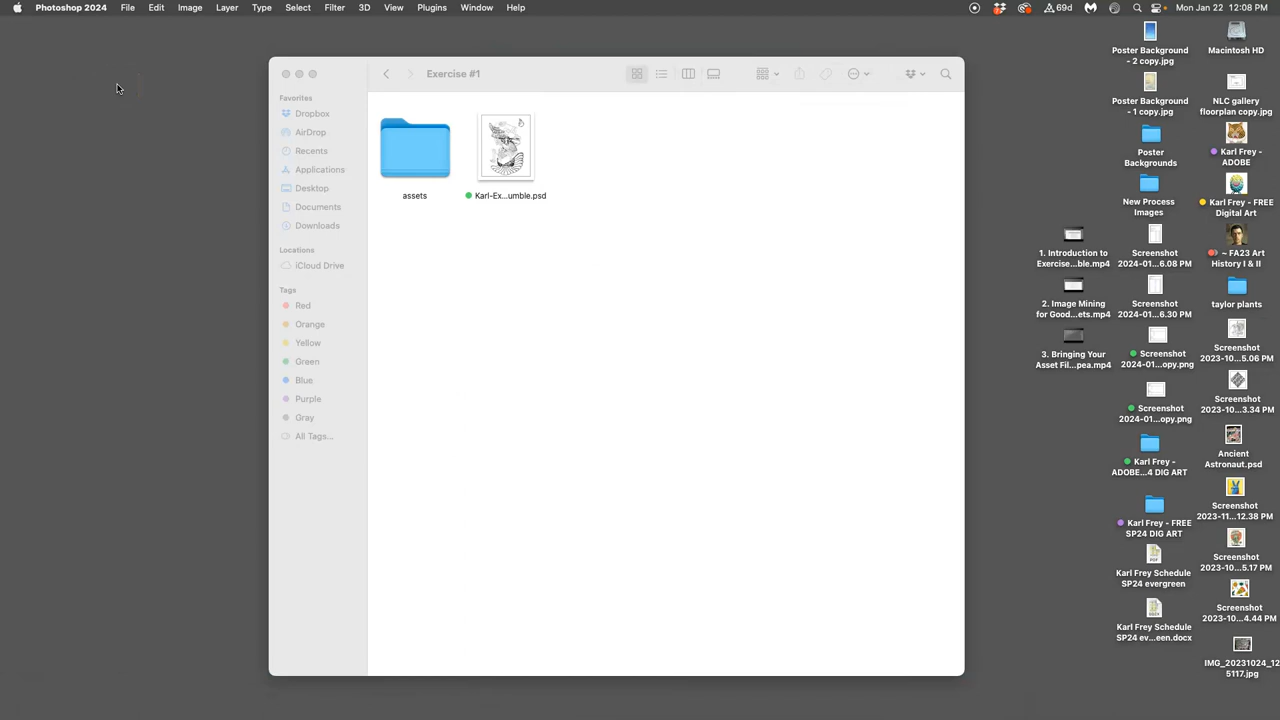 Photoshop 2024 File Edit Image Layer Type Select Filter 3D View Plugins Window Help 69d Mon Jan 22 12:08 PM
Exercise #1
Favorites
Dropbox
AirDrop
Recents
Applications
Desktop
Documents
Downloads
Locations
iCloud Drive
Tags
Red
Orange
Yellow
Green
Blue
Purple
Gray
All Tags...
assets
Karl-Ex...umble.psd
1. Introduction to
Exercise...ble.mp4
2. Image Mining
for Good...ets.mp4
3. Bringing Your
Asset Fil...pea.mp4
Poster Background
- 2 copy.jpg
Poster Background
- 1 copy.jpg
Poster
Backgrounds
New Process
Images
Screenshot
2024-01...6.08 PM
Screenshot
2024-01...6.30 PM
Screenshot
2024-01...opy.png
Screenshot
2024-01...opy.png
Karl Frey -
ADOBE...4 DIG ART
Karl Frey - FREE
SP24 DIG ART
Karl Frey Schedule
SP24 evergreen
Karl Frey Schedule
SP24 ev...een.docx
Macintosh HD
NLC gallery
floorplan copy.jpg
Karl Frey -
ADOBE
Karl Frey - FREE
Digital Art
~ FA23 Art
History I & II
taylor plants
Screenshot
2023-10...5.06 PM
Screenshot
2023-10...3.34 PM
Ancient
Astronaut.psd
Screenshot
2023-11...12.38 PM
Screenshot
2023-10...5.17 PM
Screenshot
2023-10...4.44 PM
IMG_20231024_12
5117.jpg